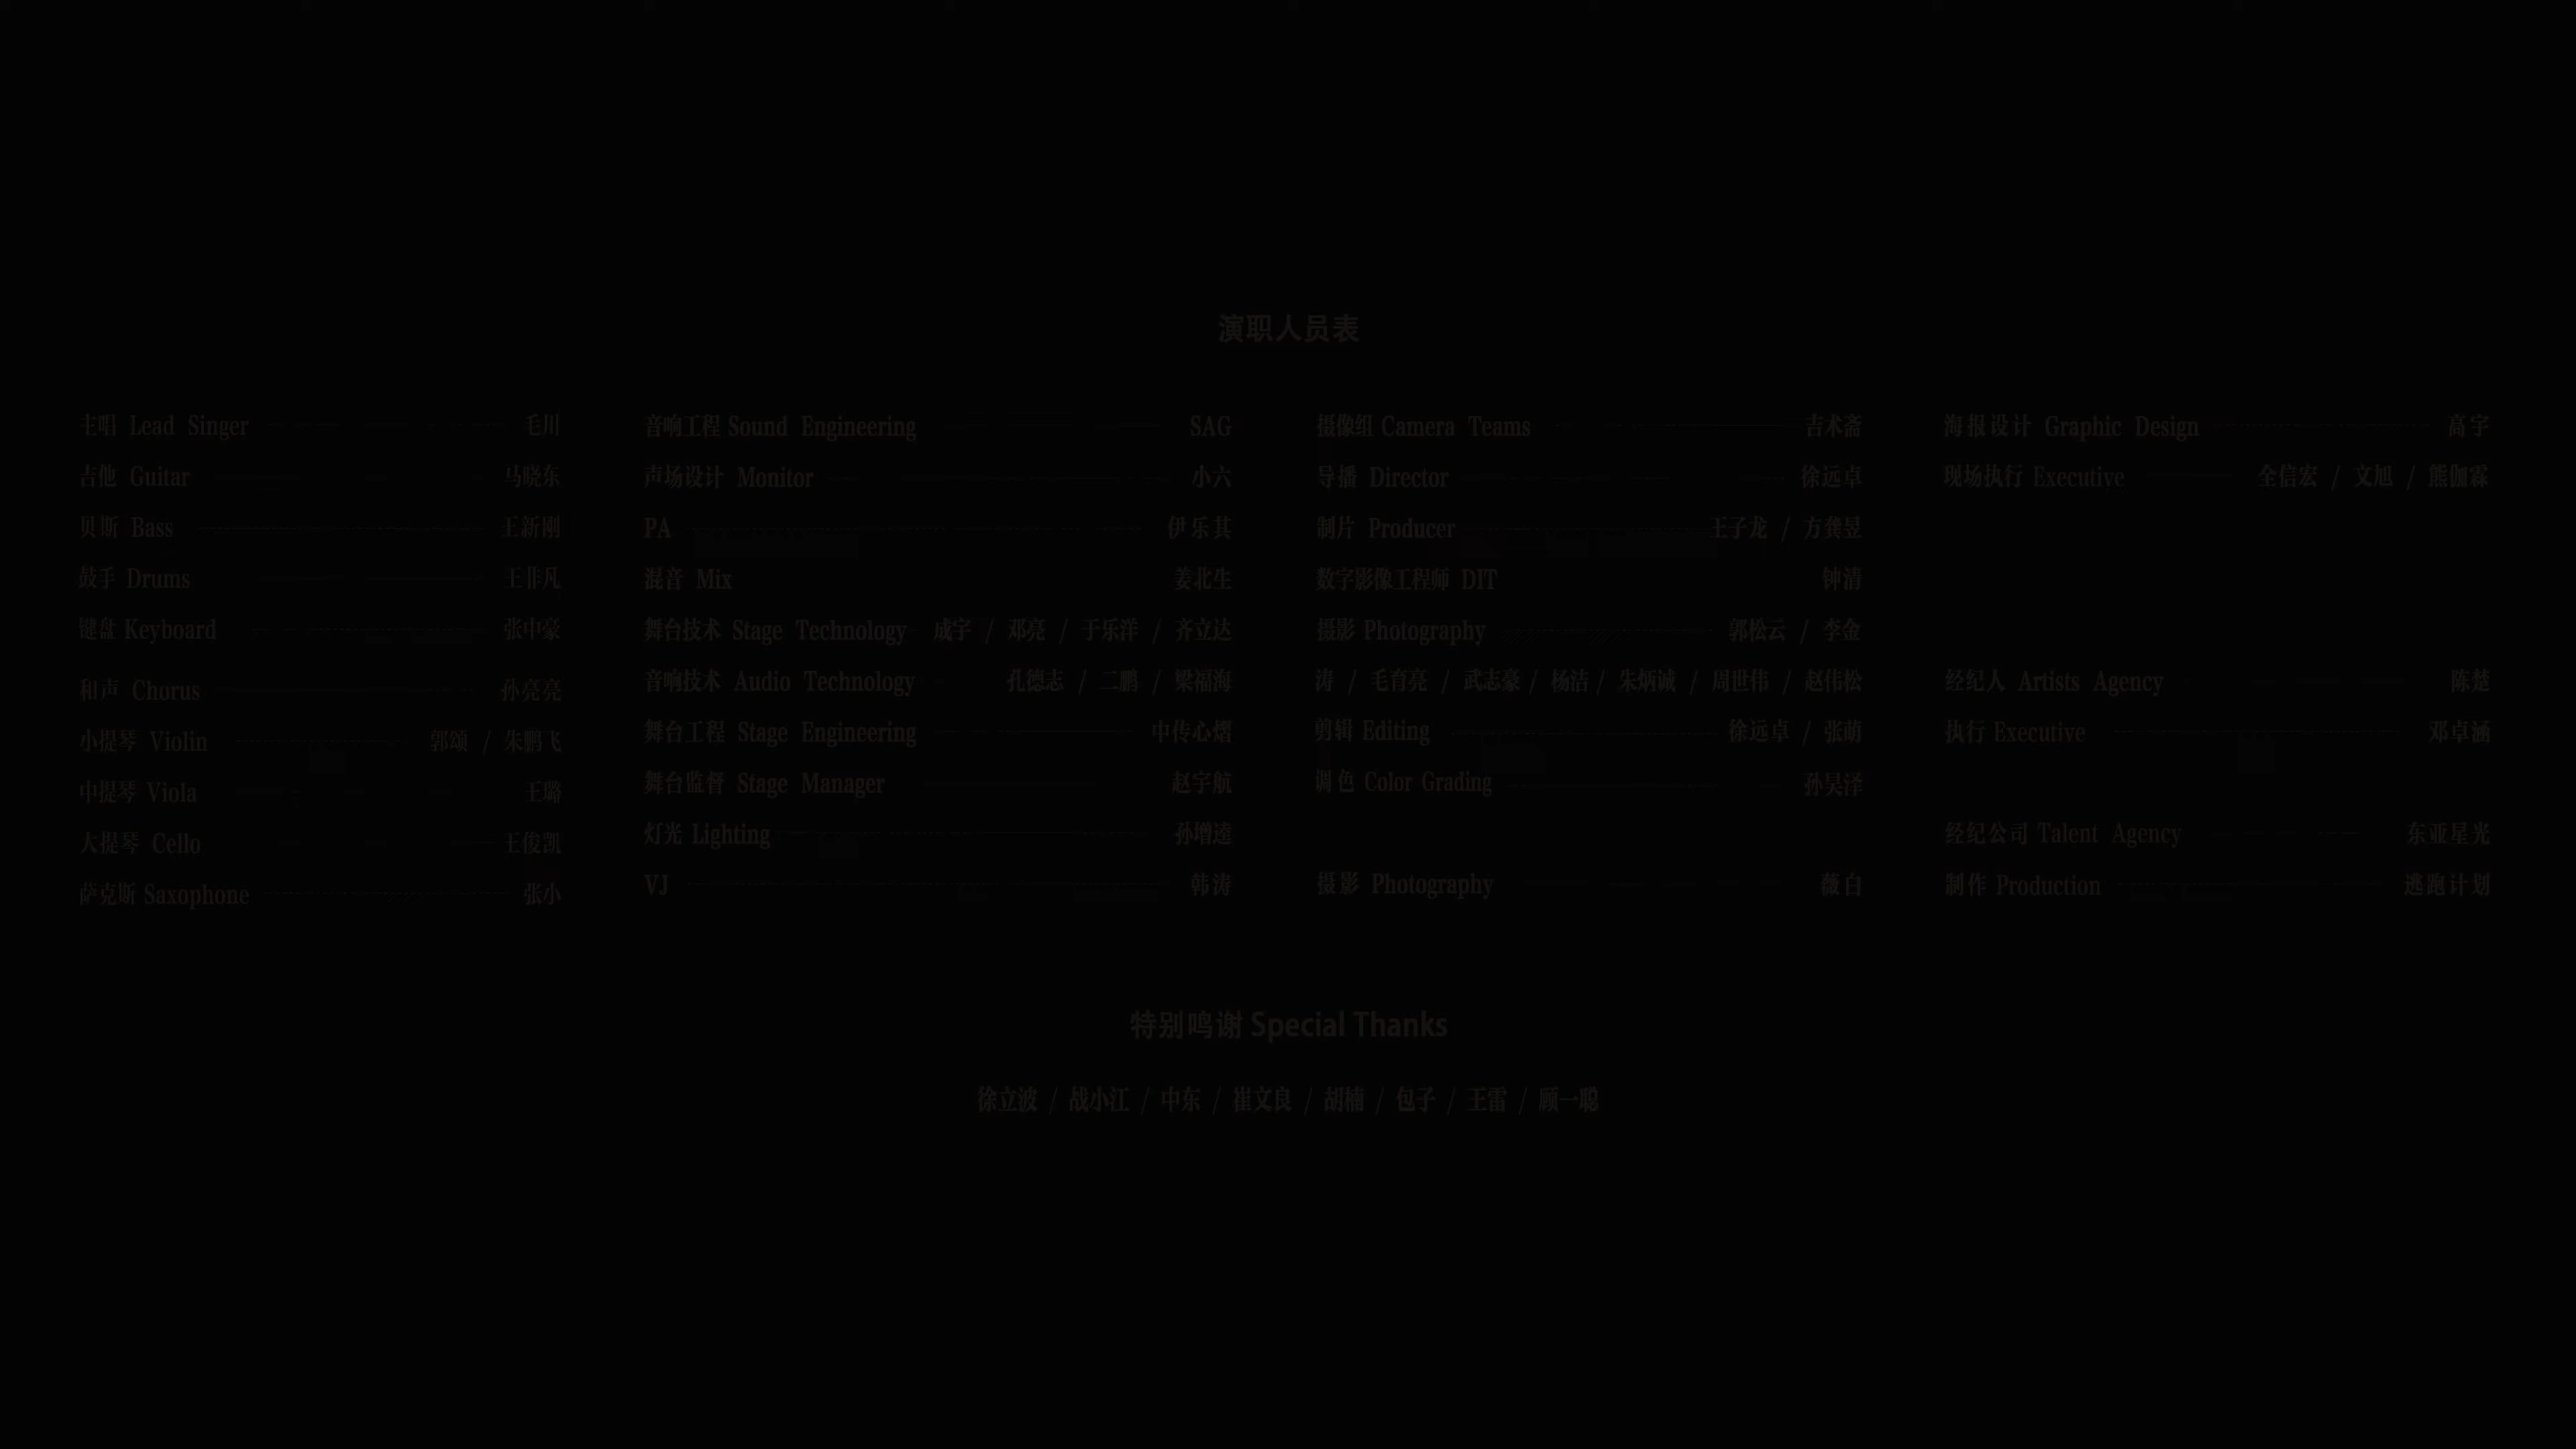 演职人员表
主唱 Lead Singer 毛川
吉他 Guitar 马晓东
贝斯 Bass 王新刚
鼓手 Drums 王非凡
键盘 Keyboard 张中豪
和声 Chorus 孙亮亮
小提琴 Violin 郭颂 / 朱鹏飞
中提琴 Viola 王璐
大提琴 Cello 王俊凯
萨克斯 Saxophone 张小
音响工程 Sound Engineering SAG
声场设计 Monitor 小六
PA 伊乐其
混音 Mix 姜北生
舞台技术 Stage Technology 成宇 / 邓亮 / 于乐洋 / 齐立达
音响技术 Audio Technology 孔德志 / 二鹏 / 梁福海
舞台工程 Stage Engineering 中传心熠
舞台监督 Stage Manager 赵宇航
灯光 Lighting 孙增逵
VJ 韩涛
摄像组 Camera Teams 吉术斋
导播 Director 徐远卓
制片 Producer 王子龙 / 方龚昱
数字影像工程师 DIT 钟清
摄影 Photography 郭松云 / 李金
涛 / 毛育亮 / 武志豪 / 杨洁 / 朱炳诚 / 周世伟 / 赵伟松
剪辑 Editing 徐远卓 / 张萌
调色 Color Grading 孙昊泽
摄影 Photography 薇白
海报设计 Graphic Design 高宇
现场执行 Executive 全信宏 / 文旭 / 熊伽霖
经纪人 Artists Agency 陈楚
执行 Executive 邓卓涵
经纪公司 Talent Agency 东亚星光
制作 Production 逃跑计划
特别鸣谢 Special Thanks
徐立波 / 战小江 / 中东 / 崔文良 / 胡楠 / 包子 / 王雷 / 顾一聪